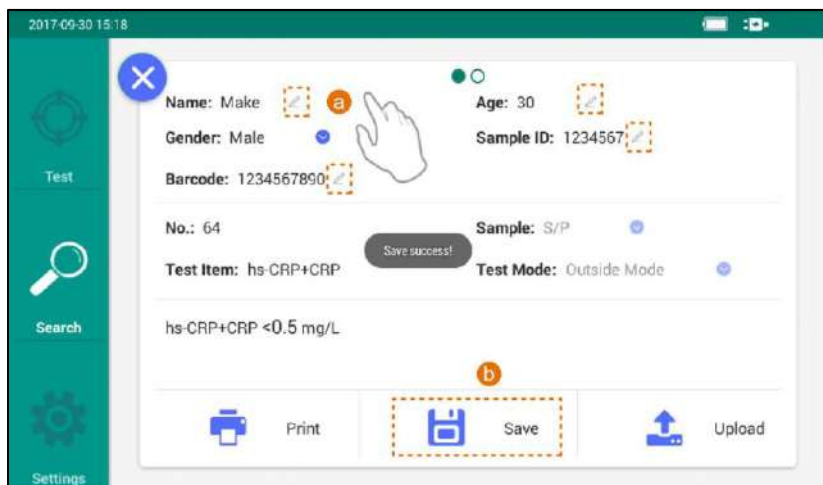 2017-09-30 15:18
Name: Make
a
Age: 30
Gender: Male
Sample ID: 1234567
Test
Barcode: 1234567890
No.: 64
Sample: S/P
Save success!
Test Item: hs-CRP+CRP
Test Mode: Outside Mode
Search
hs-CRP+CRP <0.5 mg/L
b
Print
Save
Upload
Settings